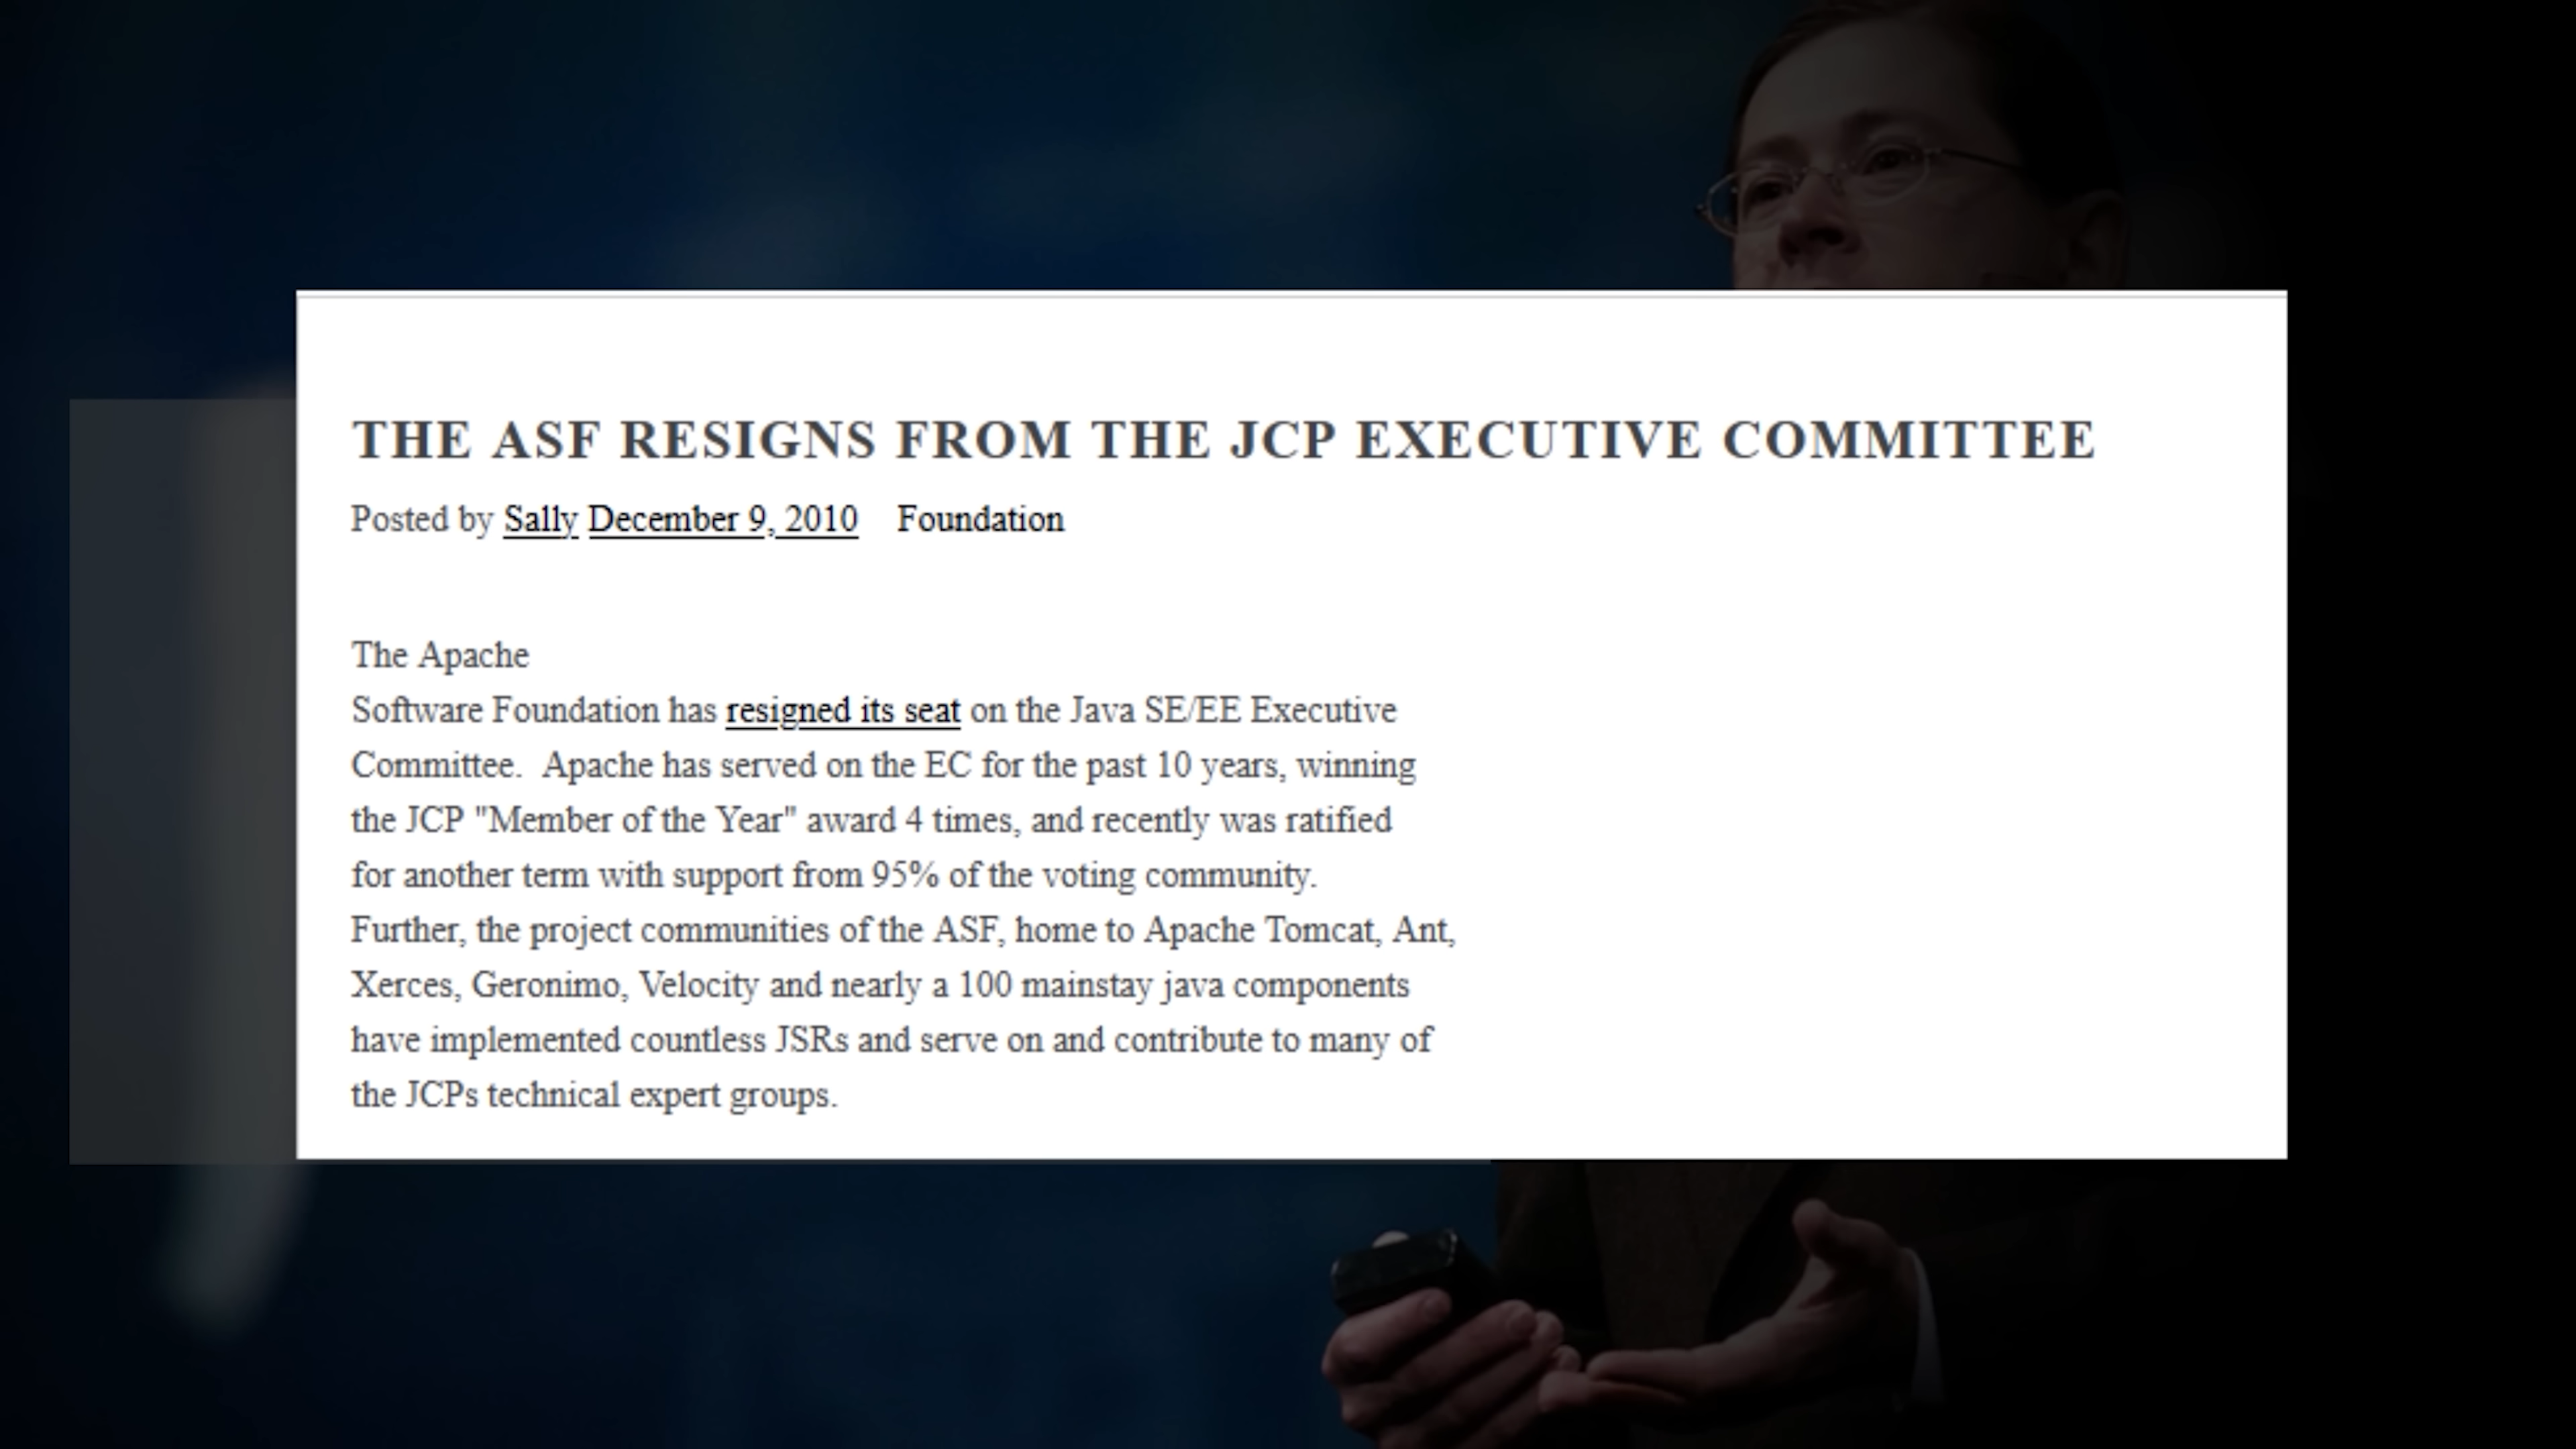 THE ASF RESIGNS FROM THE JCP EXECUTIVE COMMITTEE
Posted by Sally December 9, 2010 Foundation
The Apache
Software Foundation has resigned its seat on the Java SE/EE Executive
Committee. Apache has served on the EC for the past 10 years, winning
the JCP "Member of the Year" award 4 times, and recently was ratified
for another term with support from 95% of the voting community.
Further, the project communities of the ASF, home to Apache Tomcat, Ant,
Xerces, Geronimo, Velocity and nearly a 100 mainstay java components
have implemented countless JSRs and serve on and contribute to many of
the JCPs technical expert groups.